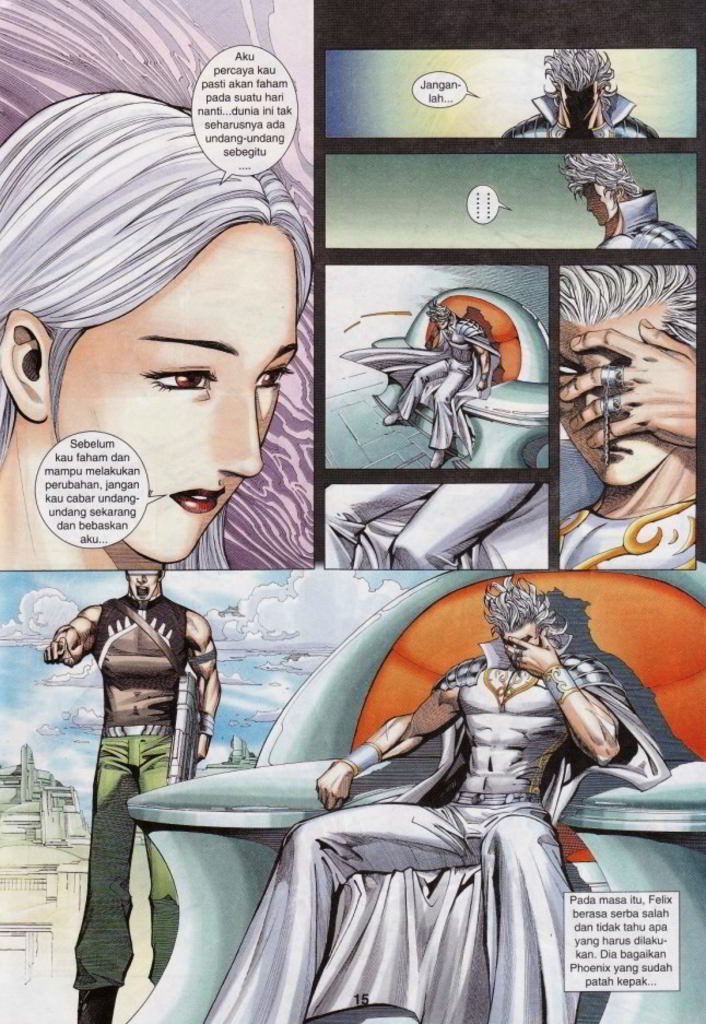 Aku
percaya kau
pasti akan faham
pada suatu hari
nanti...dunia ini tak
seharusnya ada
undang-undang
sebegitu
....
Jangan-
lah...
Sebelum
kau faham dan
mampu melakukan
perubahan, jangan
kau cabar undang-
undang sekarang
dan bebaskan
aku...
Pada masa itu, Felix
berasa serba salah
dan tidak tahu apa
yang harus dilaku-
kan. Dia bagaikan
Phoenix yang sudah
patah kepak...
15